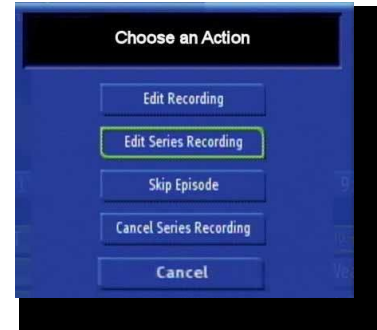 Choose an Action
Edit Recording
Edit Series Recording
Skip Episode
Cancel Series Recording
Cancel